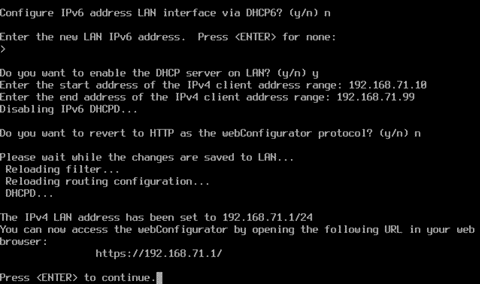 Configure IPv6 address LAN interface via DHCP6? (y/n) n
Enter the new LAN IPv6 address.  Press <ENTER> for none:
>
Do you want to enable the DHCP server on LAN? (y/n) y
Enter the start address of the IPv4 client address range: 192.168.71.10
Enter the end address of the IPv4 client address range: 192.168.71.99
Disabling IPv6 DHCPD...
Do you want to revert to HTTP as the webConfigurator protocol? (y/n) n
Please wait while the changes are saved to LAN...
Reloading filter...
Reloading routing configuration...
DHCPD...
The IPv4 LAN address has been set to 192.168.71.1/24
You can now access the webConfigurator by opening the following URL in your web
browser:
https://192.168.71.1/
Press <ENTER> to continue.